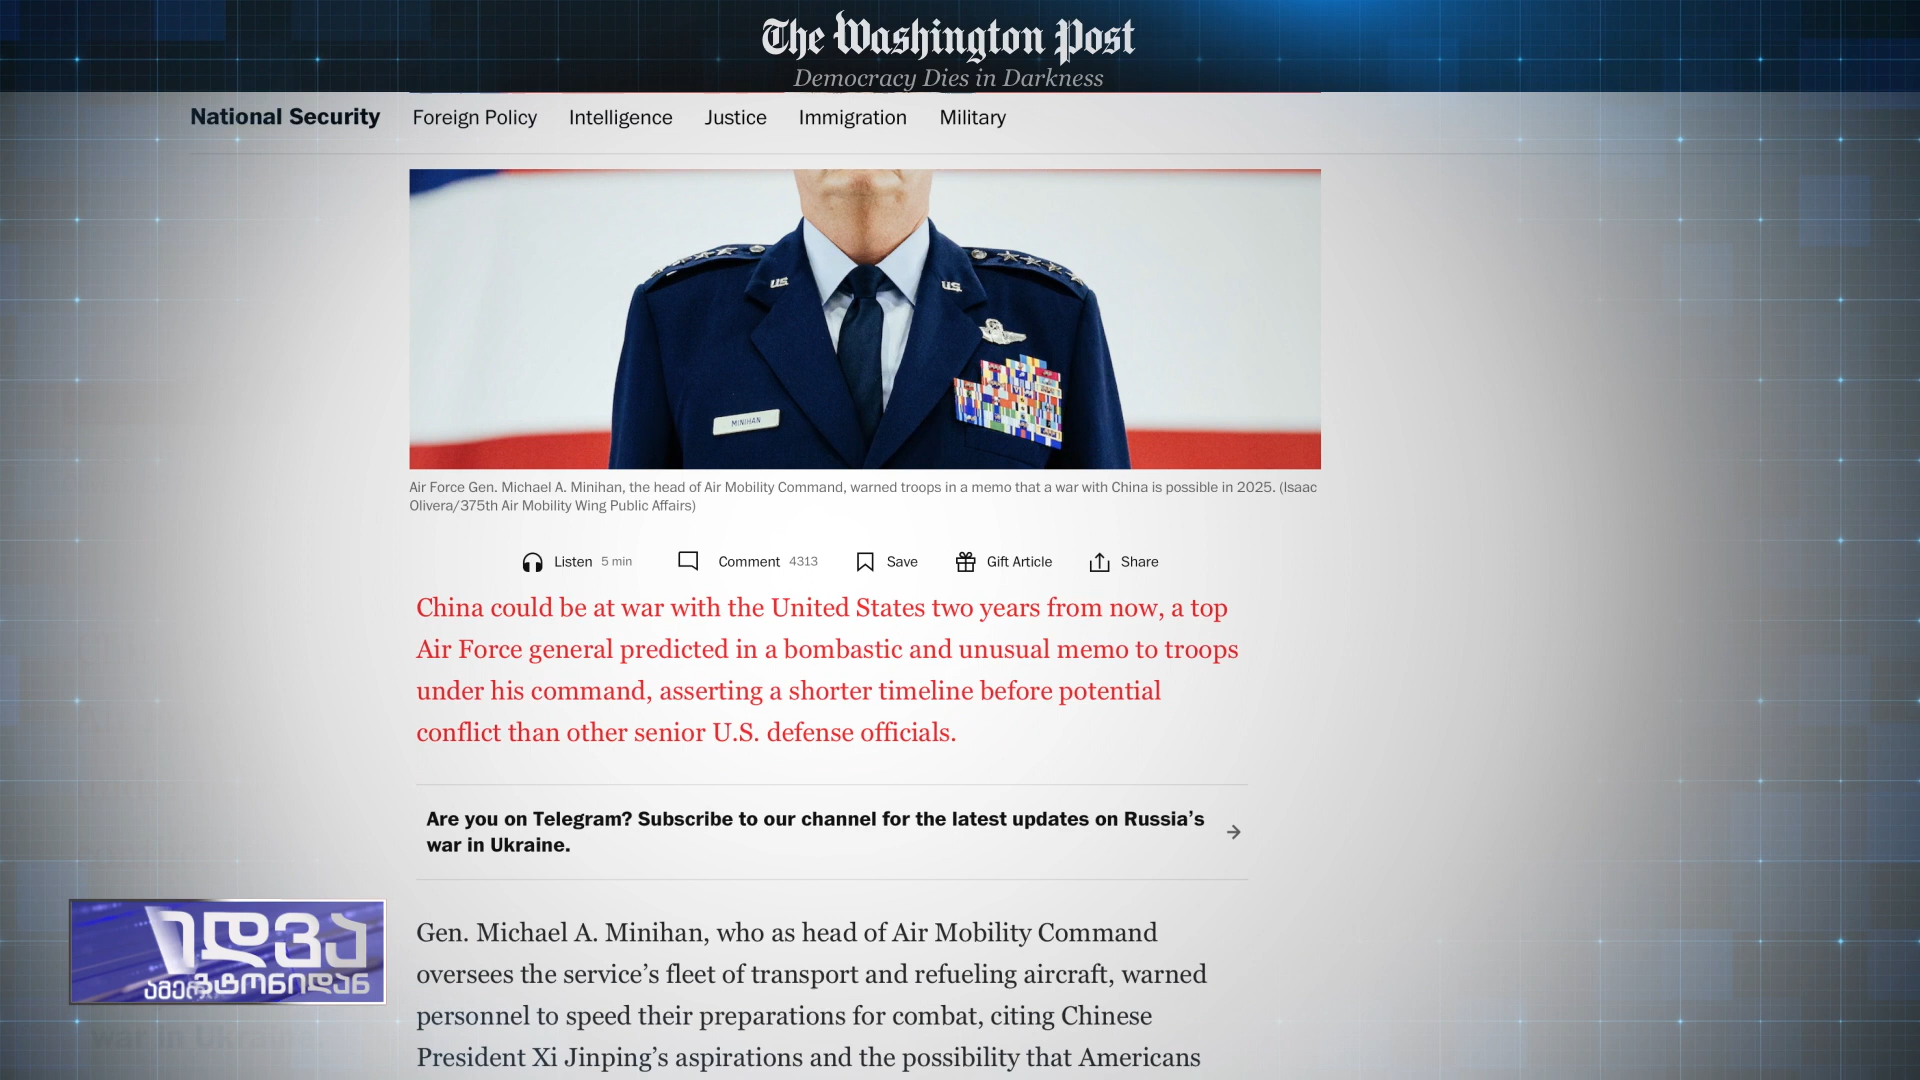 The Washington Post
Democracy Dies in Darkness
National Security Foreign Policy Intelligence Justice Immigration Military
us us
MINIHAN
Air Force Gen. Michael A. Minihan, the head of Air Mobility Command, warned troops in a memo that a war with China is possible in 2025. (Isaac
Olivera/375th Air Mobility Wing Public Affairs)
Listen 5 min Comment 4313 Save Gift Article Share
China could be at war with the United States two years from now, a top
Air Force general predicted in a bombastic and unusual memo to troops
under his command, asserting a shorter timeline before potential
conflict than other senior U.S. defense officials.
Are you on Telegram? Subscribe to our channel for the latest updates on Russia’s
war in Ukraine.
Gen. Michael A. Minihan, who as head of Air Mobility Command
oversees the service’s fleet of transport and refueling aircraft, warned
personnel to speed their preparations for combat, citing Chinese
President Xi Jinping’s aspirations and the possibility that Americans
war in Ukraine.